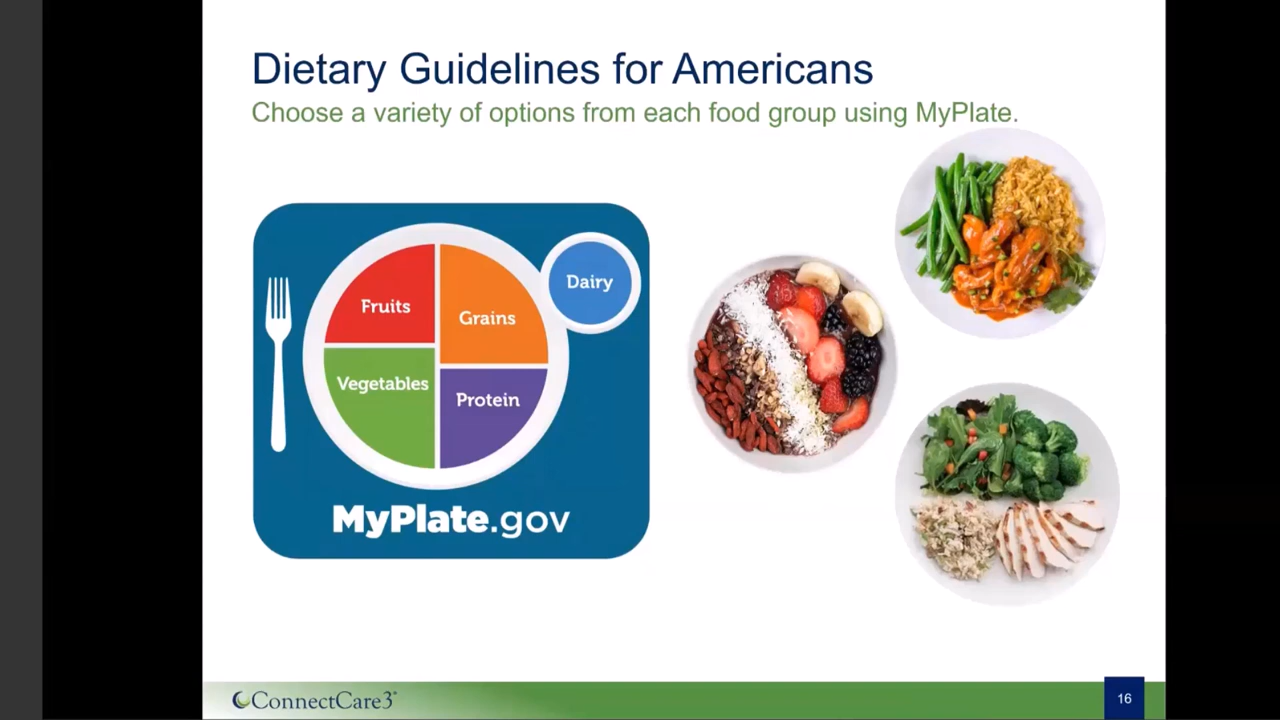 Dietary Guidelines for Americans
Choose a variety of options from each food group using MyPlate.
Dairy
Fruits
Grains
Vegetables
Protein
MyPlate.gov
ConnectCare3®
16